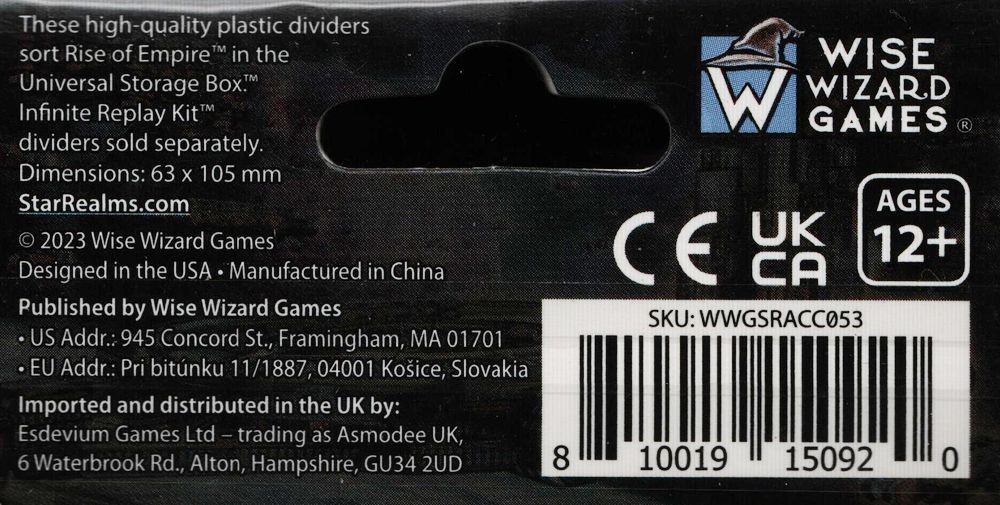 These high-quality plastic dividers
sort Rise of Empire™ in the
Universal Storage Box.™
Infinite Replay Kit™
dividers sold separately.
Dimensions: 63 x 105 mm
StarRealms.com
© 2023 Wise Wizard Games
Designed in the USA • Manufactured in China
Published by Wise Wizard Games
• US Addr.: 945 Concord St., Framingham, MA 01701
• EU Addr.: Pri bitúnku 11/1887, 04001 Košice, Slovakia
Imported and distributed in the UK by:
Esdevium Games Ltd – trading as Asmodee UK,
6 Waterbrook Rd., Alton, Hampshire, GU34 2UD
W
WISE
WIZARD
GAMES ®
CE
UK
CA
AGES
12+
SKU: WWGSRACC053
8 10019 15092 0